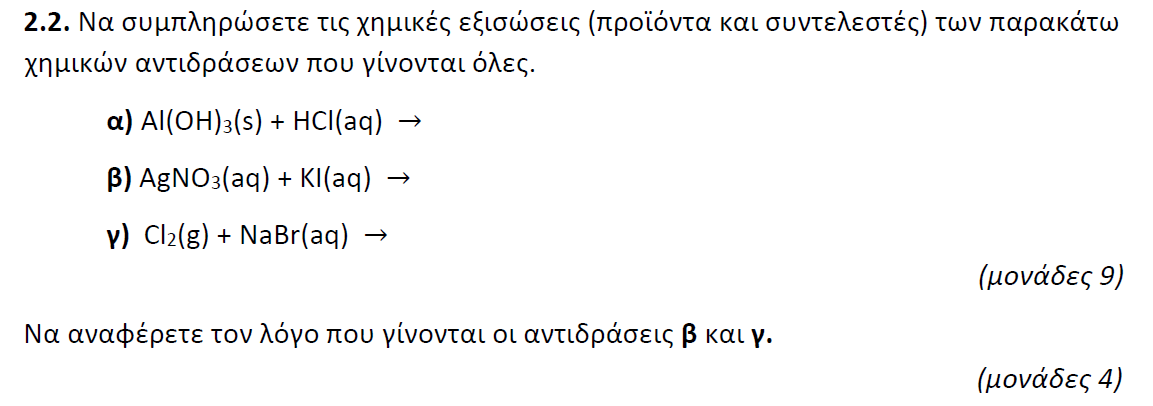 2.2. Να συμπληρώσετε τις χημικές εξισώσεις (προϊόντα και συντελεστές) των παρακάτω
χημικών αντιδράσεων που γίνονται όλες.
α) Al(OH)₃(s) + HCl(aq) →
β) AgNO₃(aq) + KI(aq) →
γ) Cl₂(g) + NaBr(aq) →
(μονάδες 9)
Να αναφέρετε τον λόγο που γίνονται οι αντιδράσεις β και γ.
(μονάδες 4)